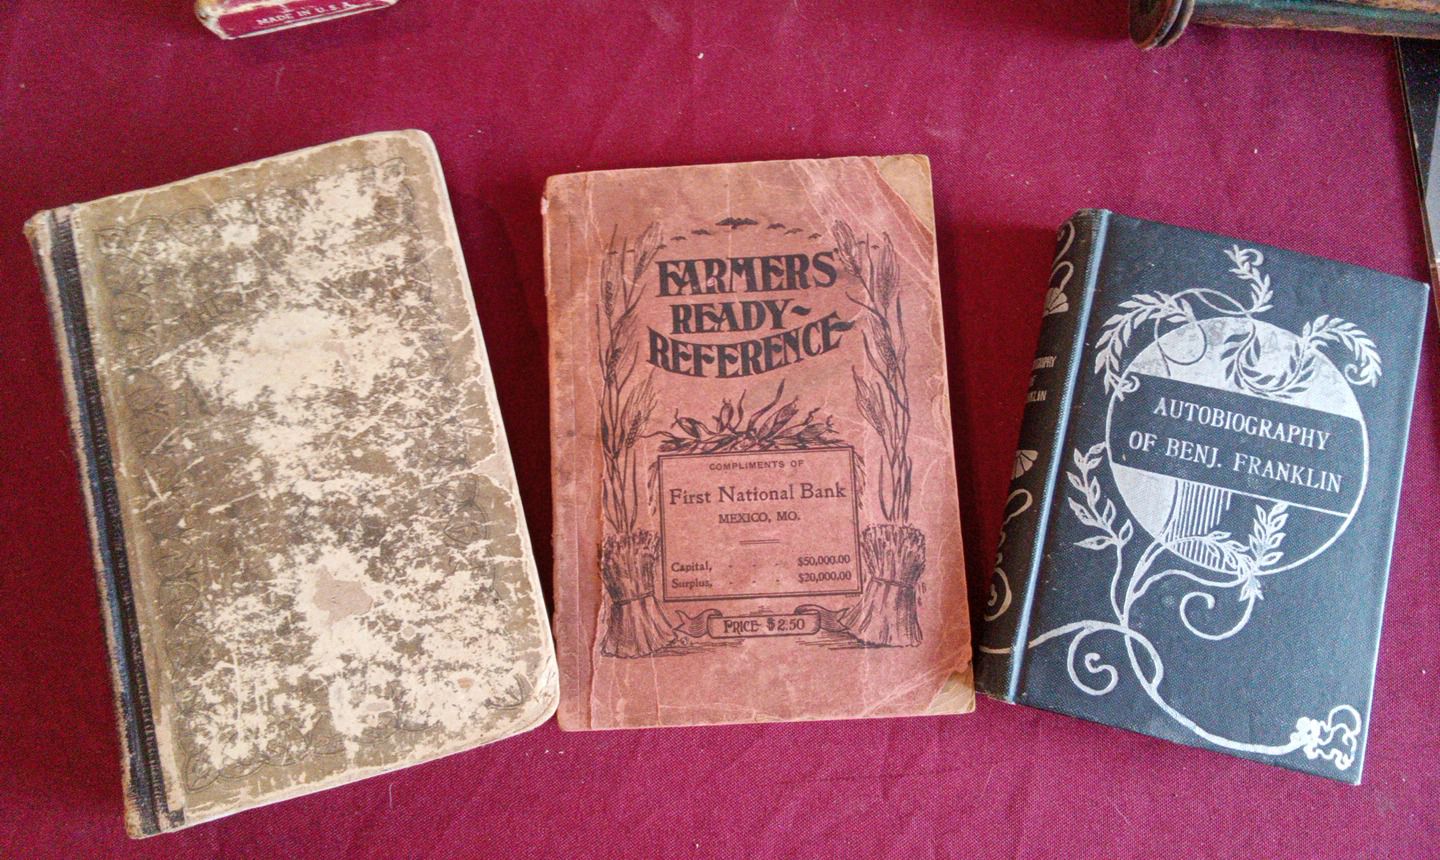 MADE IN U.S.A.
FARMERS'
READY-
REFERENCE
COMPLIMENTS OF
First National Bank
MEXICO, MO.
Capital, - - - $50,000.00
Surplus, - - - $20,000.00
PRICE $2.50
AUTOBIOGRAPHY
OF BENJ. FRANKLIN